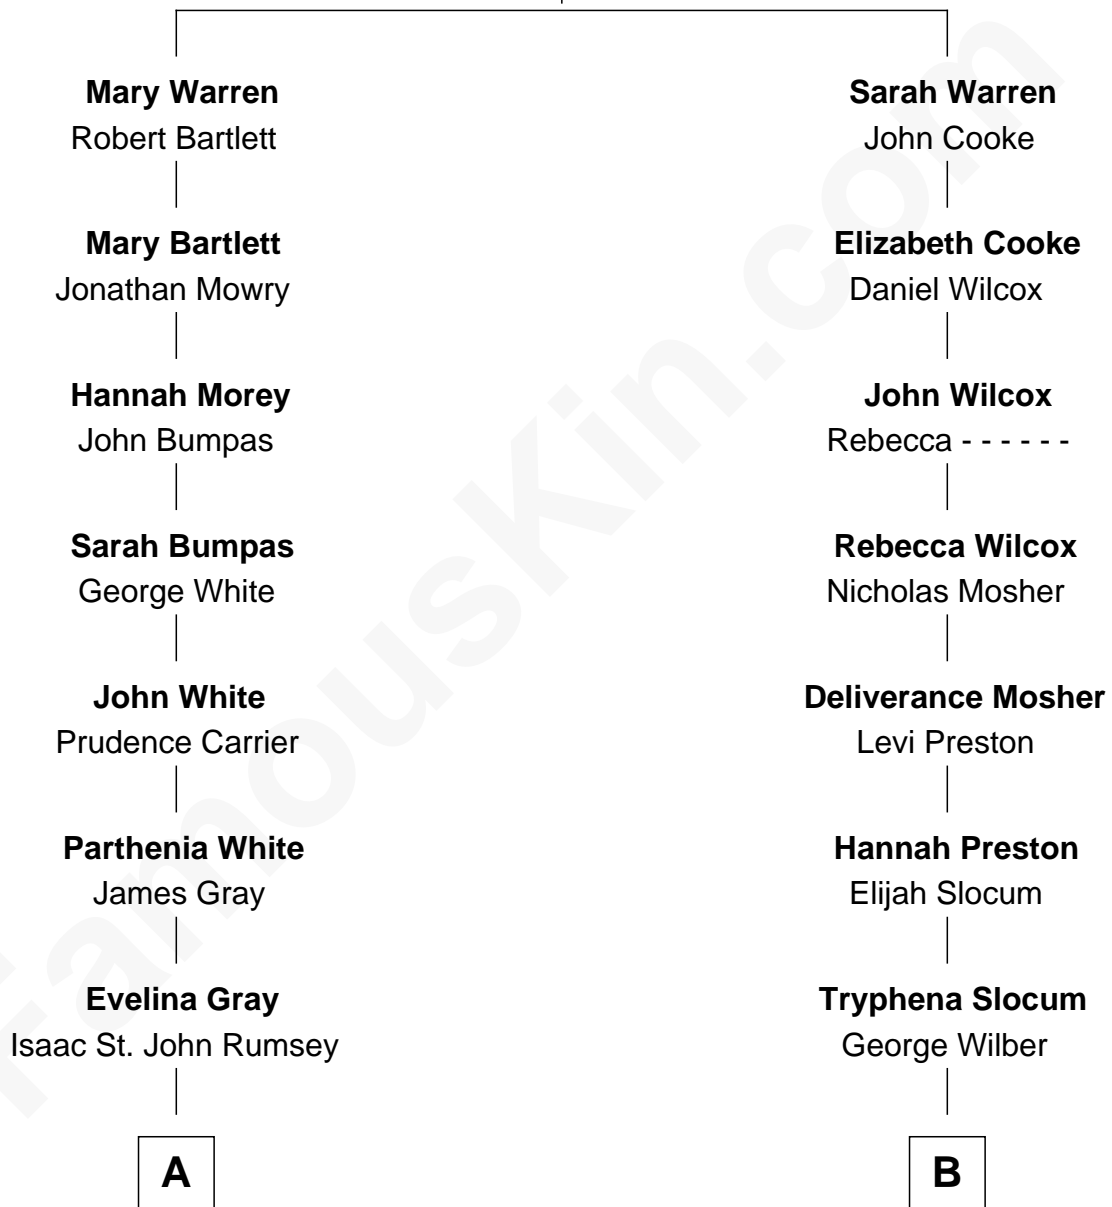 Mary Warren
Robert Bartlett
Mary Bartlett
Jonathan Mowry
Hannah Morey
John Bumpas
Sarah Bumpas
George White
John White
Prudence Carrier
Parthenia White
James Gray
Evelina Gray
Isaac St. John Rumsey
A
Sarah Warren
John Cooke
Elizabeth Cooke
Daniel Wilcox
John Wilcox
Rebecca - - - - - -
Rebecca Wilcox
Nicholas Mosher
Deliverance Mosher
Levi Preston
Hannah Preston
Elijah Slocum
Tryphena Slocum
George Wilber
B
FamousKin.com